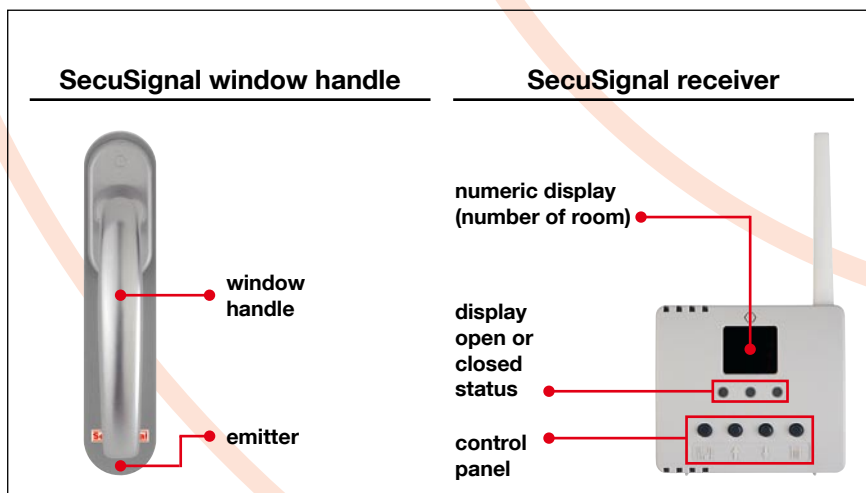 SecuSignal window handle
SecuSignal receiver
window
handle
emitter
numeric display
(number of room)
display
open or
closed
status
control
panel